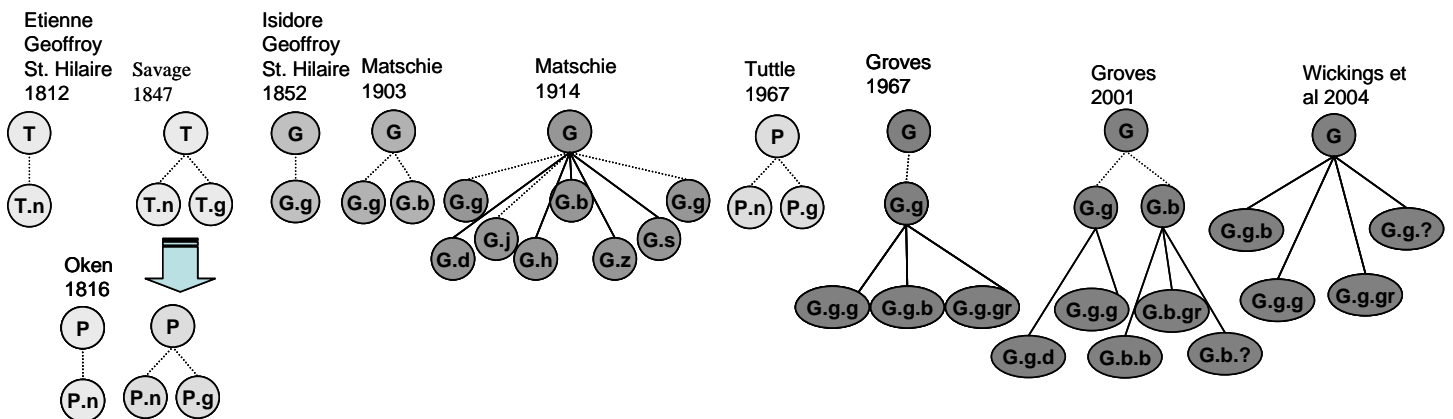 Etienne
Geoffroy
St. Hilaire
1812
T
T.n
Savage
1847
T
T.n T.g
Oken
1816
P
P.n
P
P.n P.g
Isidore
Geoffroy
St. Hilaire
1852
G
G.g
Matschie
1903
G
G.g G.b
Matschie
1914
G
G.g G.b G.g
G.j G.s
G.d G.h G.z
Tuttle
1967
P
P.n P.g
Groves
1967
G
G.g
G.g.g G.g.b G.g.gr
Groves
2001
G
G.g G.b
G.g.g G.b.gr
G.g.d G.b.b G.b.?
Wickings et
al 2004
G
G.g.b G.g.?
G.g.g G.g.gr